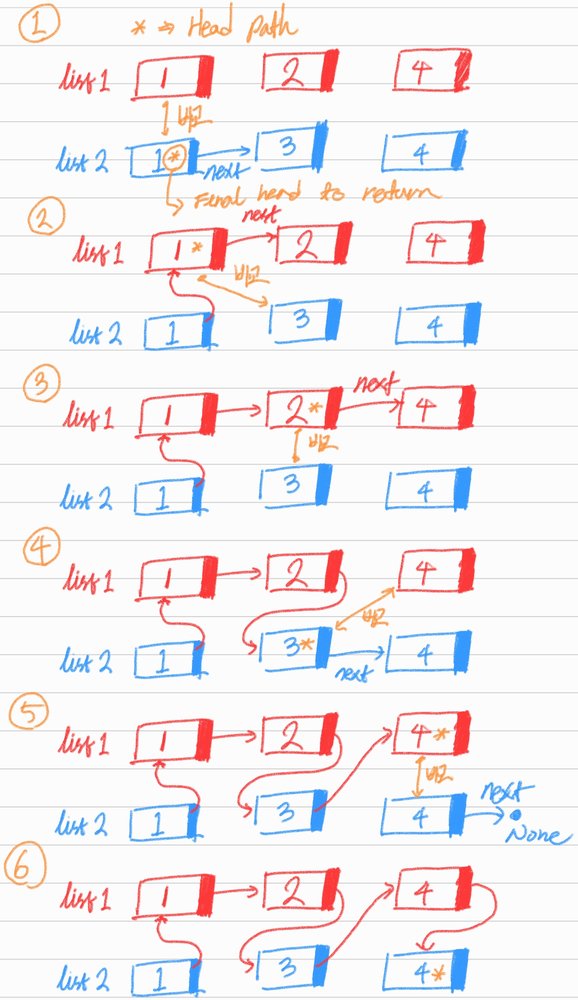 ① * ⇒ Head path
list 1 1 2 4
비교
list 2 1* next 3 4
Final head to return
② next
list 1 1* 2 4
비교
list 2 1 3 4
③ next
list 1 1 2* 4
비교
list 2 1 3 4
④
list 1 1 2 4
비교
list 2 1 3* next 4
⑤
list 1 1 2 4*
비교
list 2 1 3 4 next
None
⑥
list 1 1 2 4
list 2 1 3 4*